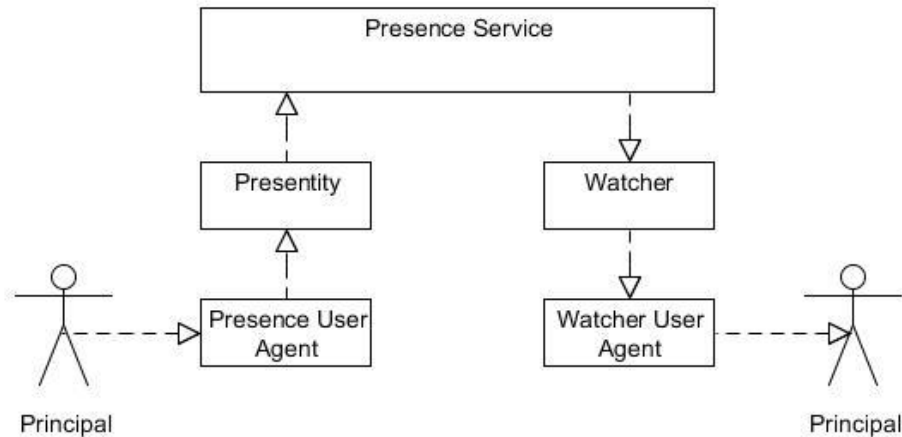 Presence Service
Presentity
Watcher
Presence User
Agent
Watcher User
Agent
Principal
Principal